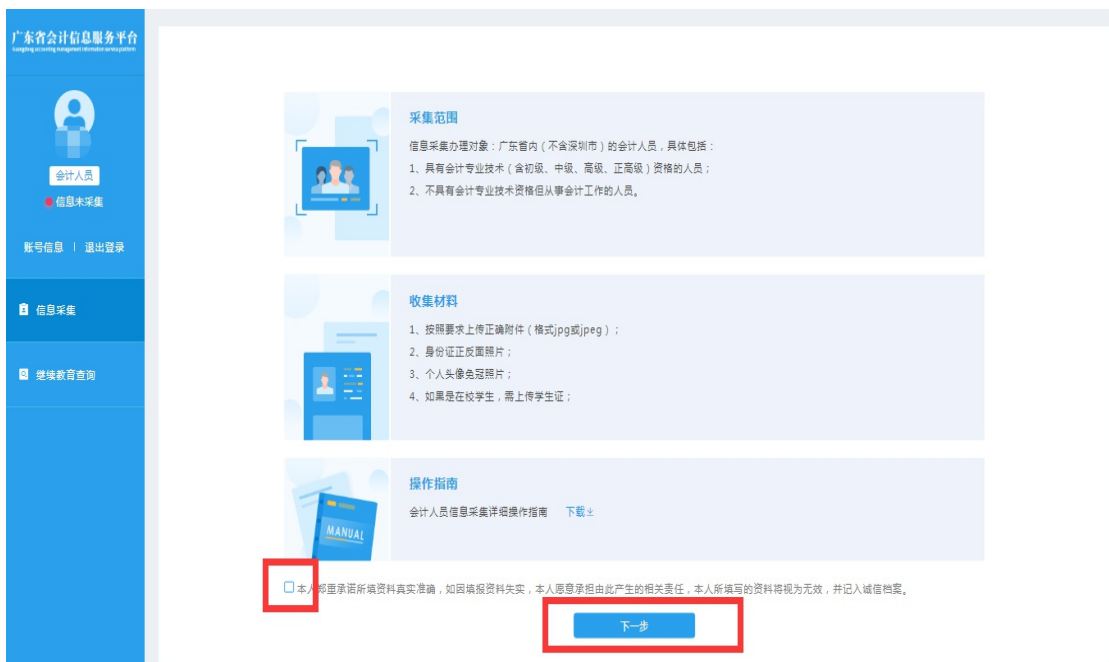 广东省会计信息服务平台
会计人员
信息未采集
账号信息 | 退出登录
信息采集
继续教育查询
采集范围
信息采集办理对象：广东省内（不含深圳市）的会计人员，具体包括：
1、具有会计专业技术（含初级、中级、高级、正高级）资格的人员；
2、不具有会计专业技术资格但从事会计工作的人员。
收集材料
1、按照要求上传正确附件（格式jpg或jpeg）；
2、身份证正反面照片；
3、个人头像免冠照片；
4、如果是在校学生，需上传学生证；
操作指南
会计人员信息采集详细操作指南 下载
MANUAL
本人郑重承诺所填资料真实准确，如因填报资料失实，本人愿意承担由此产生的相关责任，本人所填写的资料将视为无效，并记入诚信档案。
下一步